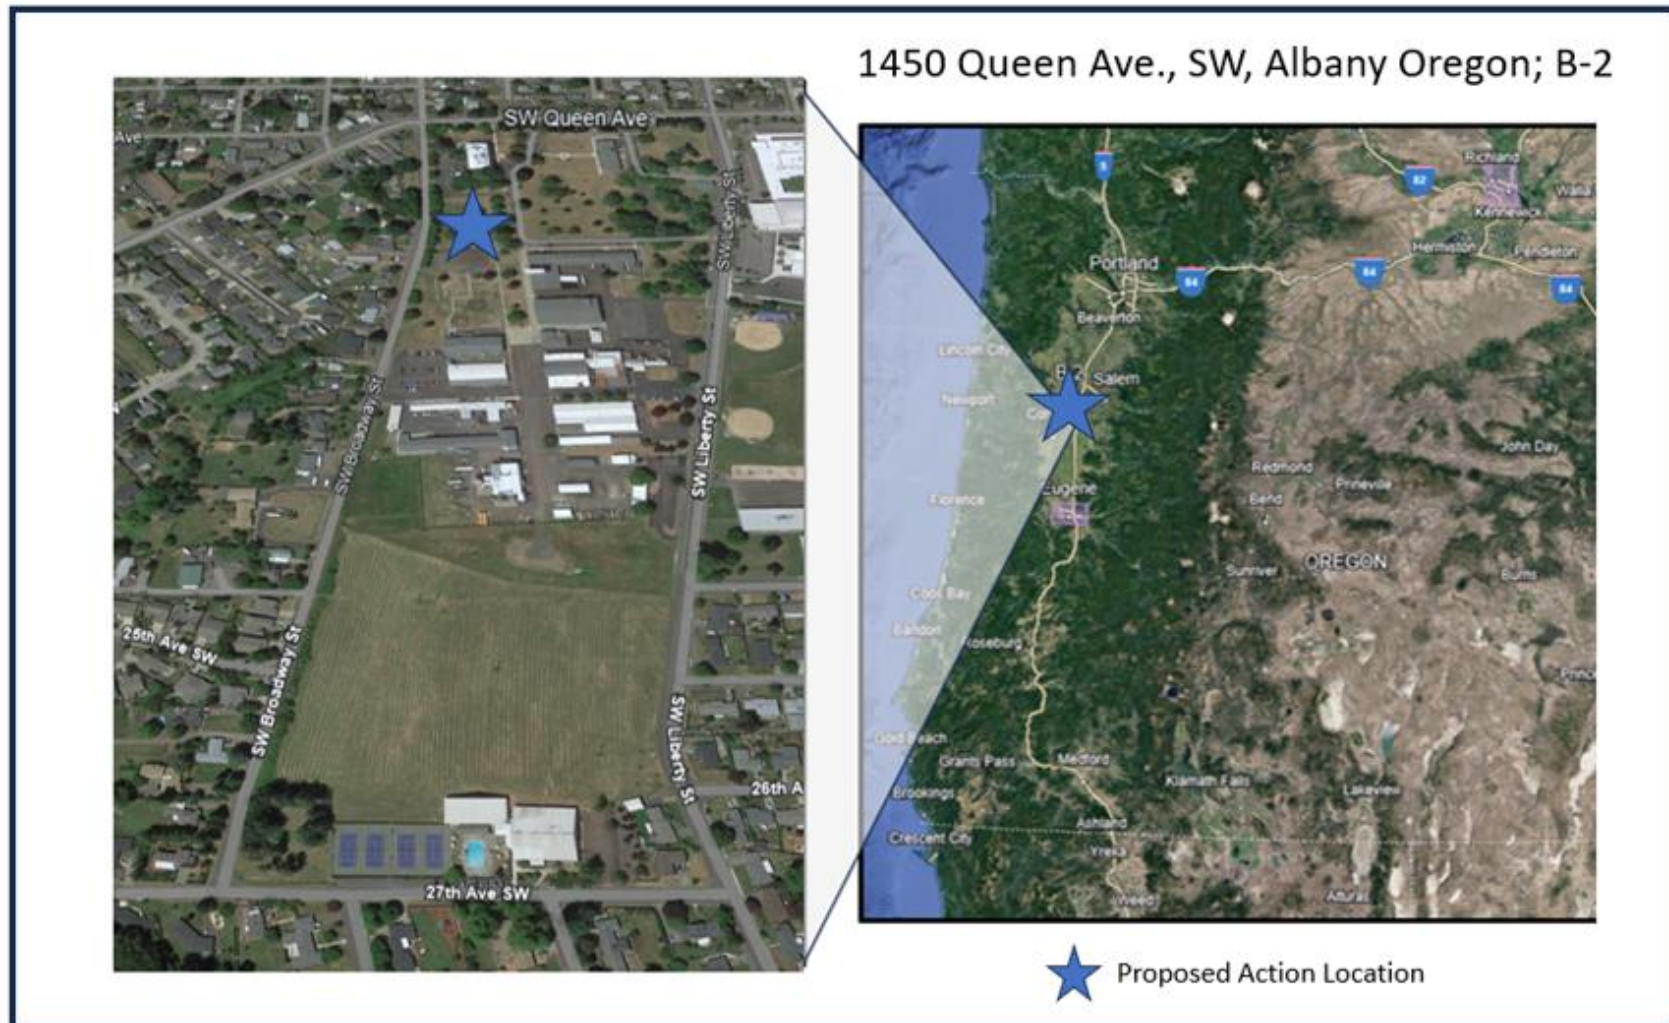 1450 Queen Ave., SW, Albany Oregon; B-2
SW Queen Ave
Ave
SW Liberty St
SW Broadway St
SW Liberty St
25th Ave SW
SW Broadway St
SW Liberty St
26th A
27th Ave SW
5
Richland
82
Walla
Kennewick
Hermiston
Pendleton
Portland
84
84
84
Beaverton
Lincoln City
B-2
Salem
Newport
John Day
Redmond
Prineville
Bend
Eugene
Florence
OREGON
Sunriver
Burns
Coos Bay
Bandon
Roseburg
Princ
Gold Beach
Grants Pass
Medford
Klamath Falls
Lakeview
Brookings
Ashland
Crescent City
Yreka
Weed
Alturas
Proposed Action Location